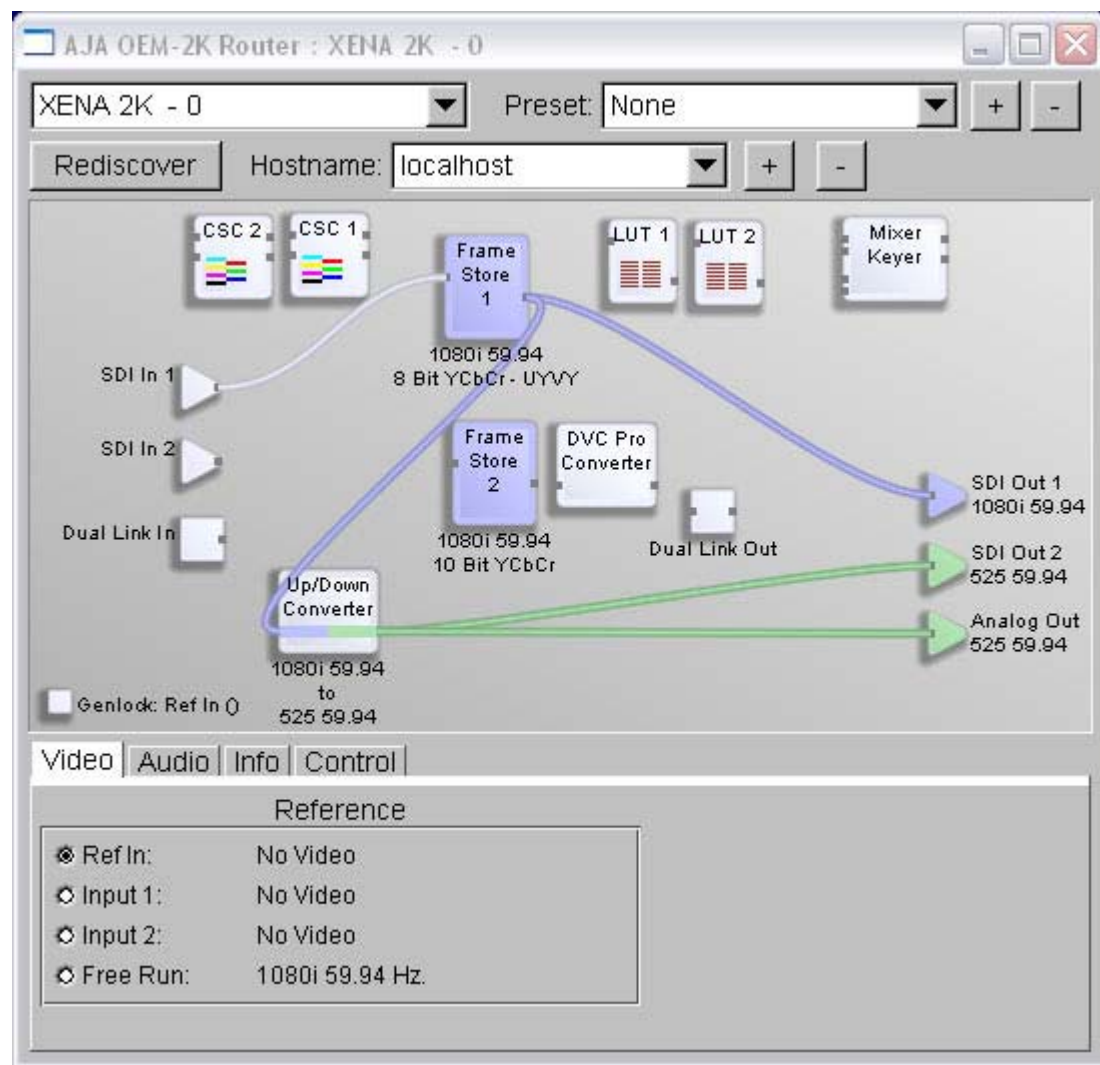 AJA OEM-2K Router : XENA 2K - 0
XENA 2K - 0
Preset: None
+ -
Rediscover
Hostname: localhost
+ -
CSC 2
CSC 1
Frame
Store
1
1080i 59.94
8 Bit YCbCr - UYVY
LUT 1
LUT 2
Mixer
Keyer
SDI In 1
SDI In 2
Dual Link In
Frame
Store
2
1080i 59.94
10 Bit YCbCr
DVC Pro
Converter
Dual Link Out
SDI Out 1
1080i 59.94
SDI Out 2
525 59.94
Analog Out
525 59.94
Up/Down
Converter
1080i 59.94
to
525 59.94
Genlock: Ref In ()
Video Audio Info Control
Reference
Ref In: No Video
Input 1: No Video
Input 2: No Video
Free Run: 1080i 59.94 Hz.